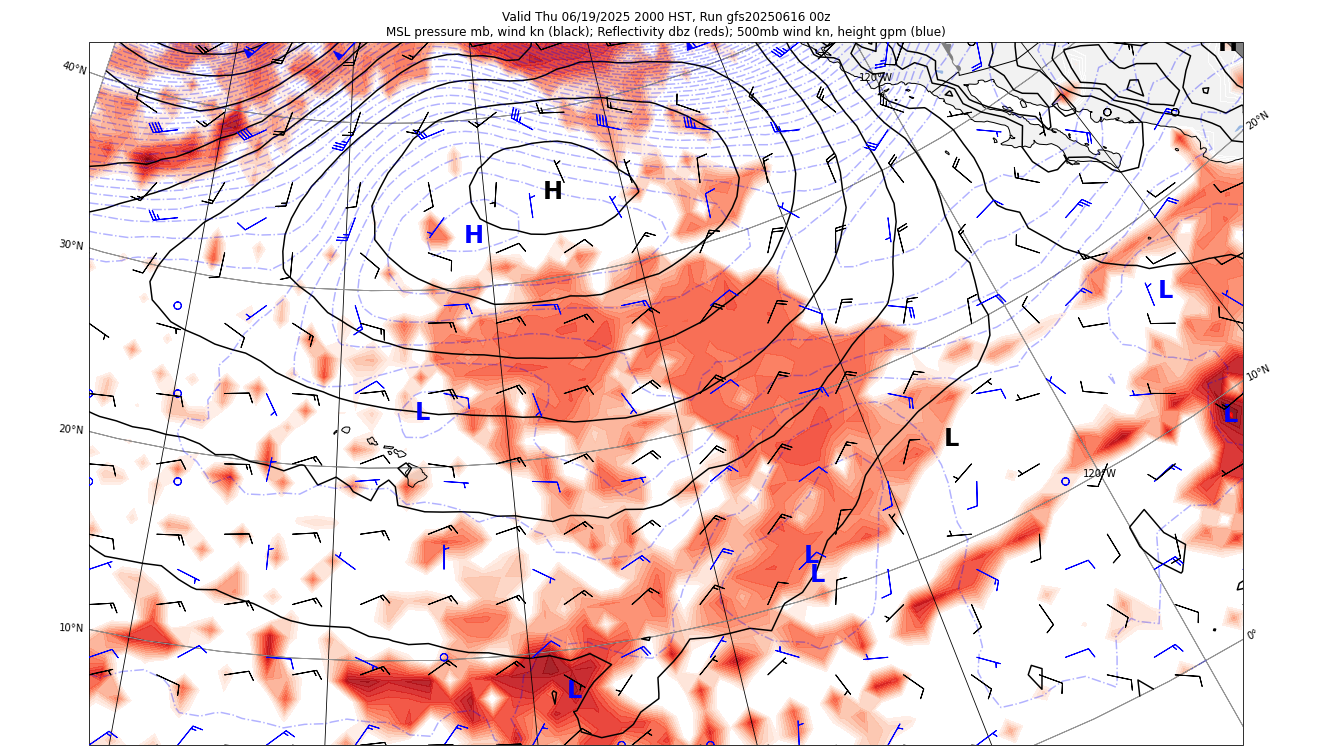 Valid Thu 06/19/2025 2000 HST, Run gfs20250616 00z
MSL pressure mb, wind kn (black); Reflectivity dbz (reds); 500mb wind kn, height gpm (blue)
H
40°N
120°W
20°N
H
H
30°N
L
10°N
L
L
20°N
L
120°W
L
L
10°N
0°
L